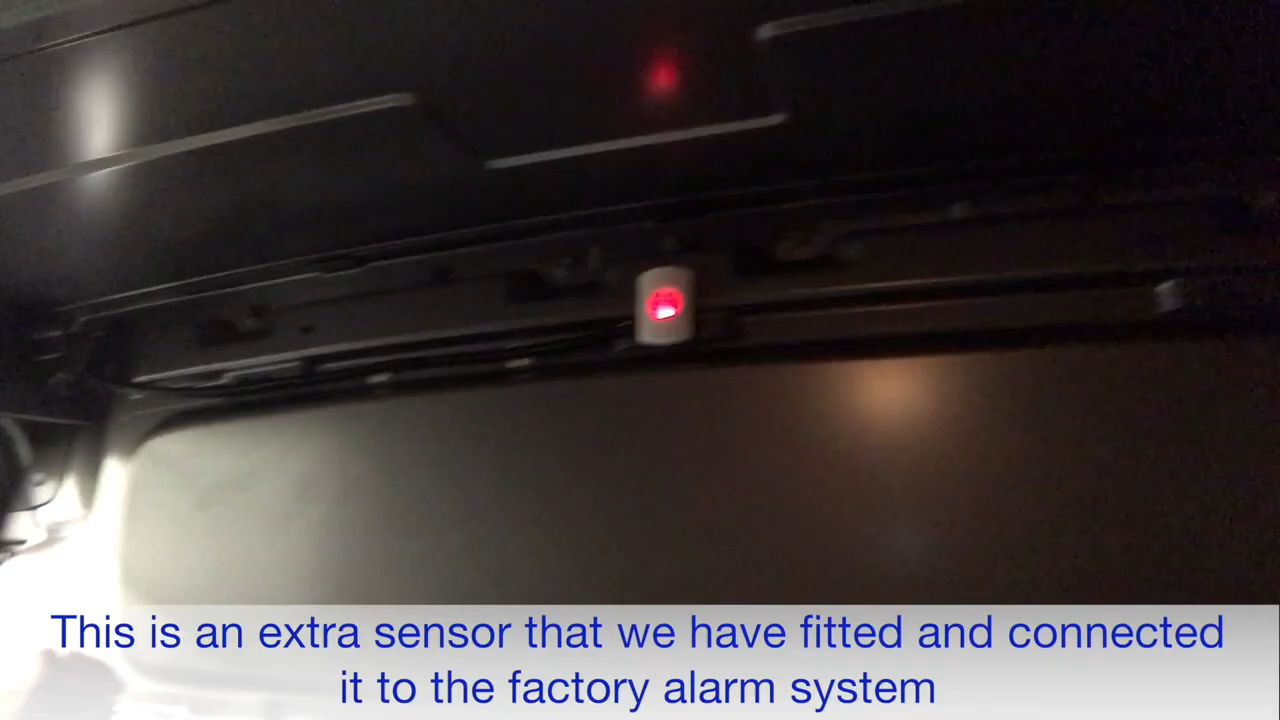 This is an extra sensor that we have fitted and connected
it to the factory alarm system